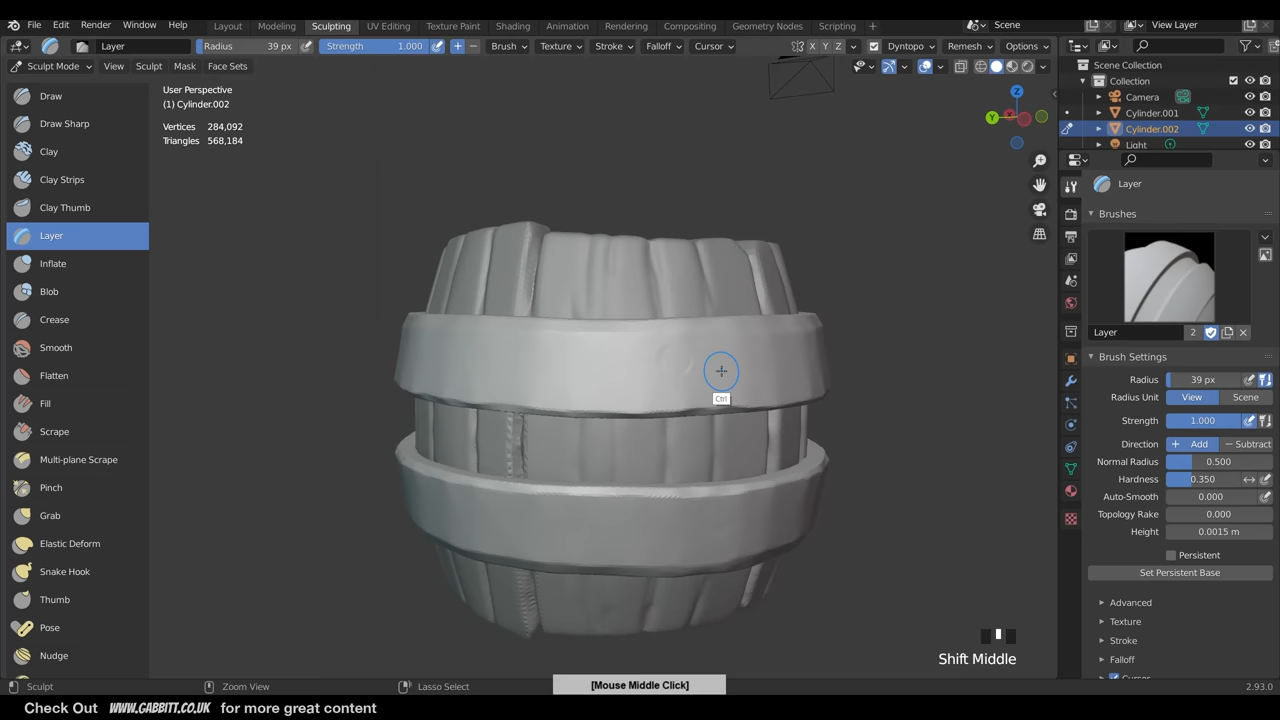 File Edit Render Window Help Layout Modeling Sculpting UV Editing Texture Paint Shading Animation Rendering Compositing Geometry Nodes Scripting + Scene View Layer
Layer Radius 39 px Strength 1.000 + − Brush Texture Stroke Falloff Cursor X Y Z Dyntopo Remesh Options
Sculpt Mode View Sculpt Mask Face Sets
Scene Collection
Collection
Camera
Cylinder.001
Cylinder.002
Light
User Perspective
(1) Cylinder.002
Vertices 284,092
Triangles 568,184
Z
Y
X
Draw
Draw Sharp
Clay
Clay Strips
Clay Thumb
Layer
Inflate
Blob
Crease
Smooth
Flatten
Fill
Scrape
Multi-plane Scrape
Pinch
Grab
Elastic Deform
Snake Hook
Thumb
Pose
Nudge
Ctrl
Shift Middle
Layer
Brushes
Layer 2
Brush Settings
Radius 39 px
Radius Unit View Scene
Strength 1.000
Direction + Add − Subtract
Normal Radius 0.500
Hardness 0.350
Auto-Smooth 0.000
Topology Rake 0.000
Height 0.0015 m
Persistent
Set Persistent Base
Advanced
Texture
Stroke
Falloff
Cursor
Sculpt Zoom View Lasso Select [Mouse Middle Click] 2.93.0
Check Out WWW.GABBITT.CO.UK for more great content